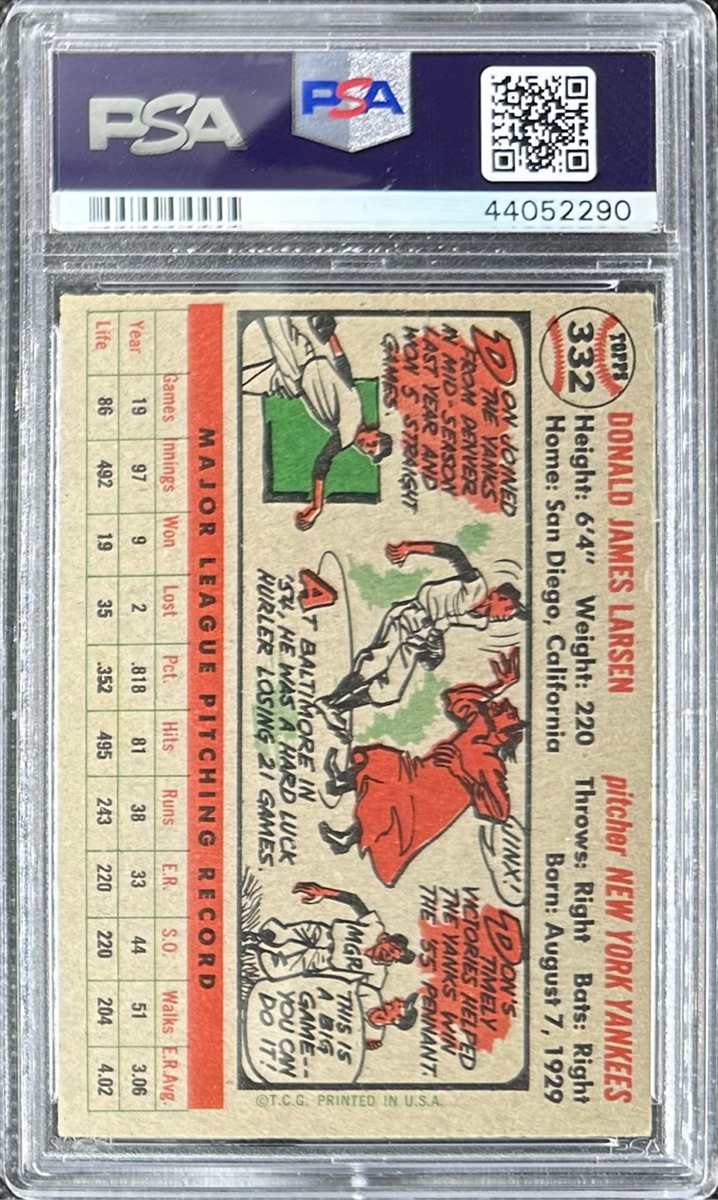 PSA
PSA
44052290
TOPPS
332
DONALD JAMES LARSEN pitcher NEW YORK YANKEES
Height: 6'4" Weight: 220 Throws: Right Bats: Right
Home: San Diego, California Born: August 7, 1929
DON JOINED
THE YANKS
FROM DENVER
IN MID-SEASON
LAST YEAR AND
WON 5 STRAIGHT
GAMES.
AT BALTIMORE IN
'54, HE WAS A HARD LUCK
HURLER LOSING 21 GAMES.
JINX!
DON'S
TIMELY
VICTORIES HELPED
THE YANKS WIN
THE '55 PENNANT
MGR
THIS IS
A BIG
GAME--
YOU CAN
DO IT!
©T.C.G. PRINTED IN U.S.A.
MAJOR LEAGUE PITCHING RECORD
Games Innings Won Lost Pct. Hits Runs E.R. S.O. Walks E.R.Avg.
Year 19 97 9 2 .818 81 38 33 44 51 3.06
Life 86 492 19 35 .352 495 243 220 220 204 4.02
PSA